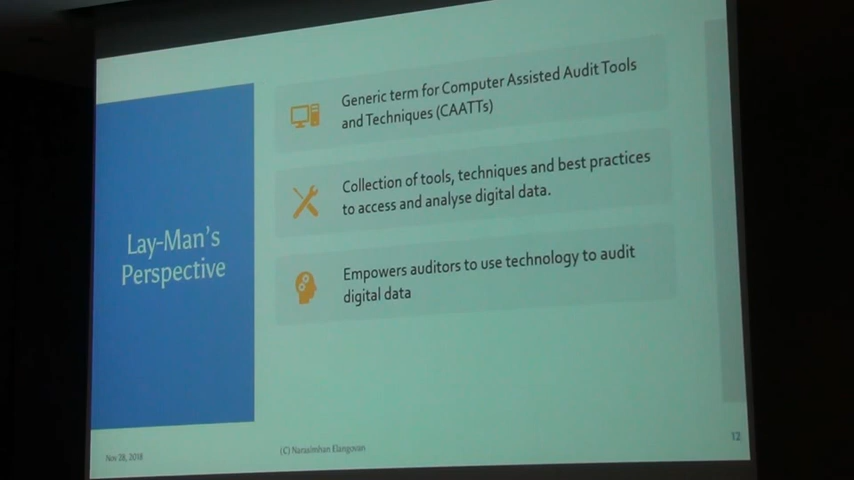 Lay-Man's
Perspective
Generic term for Computer Assisted Audit Tools
and Techniques (CAATTs)
Collection of tools, techniques and best practices
to access and analyse digital data.
Empowers auditors to use technology to audit
digital data
Nov 28, 2018
(C) Narasimhan Elangovan
12